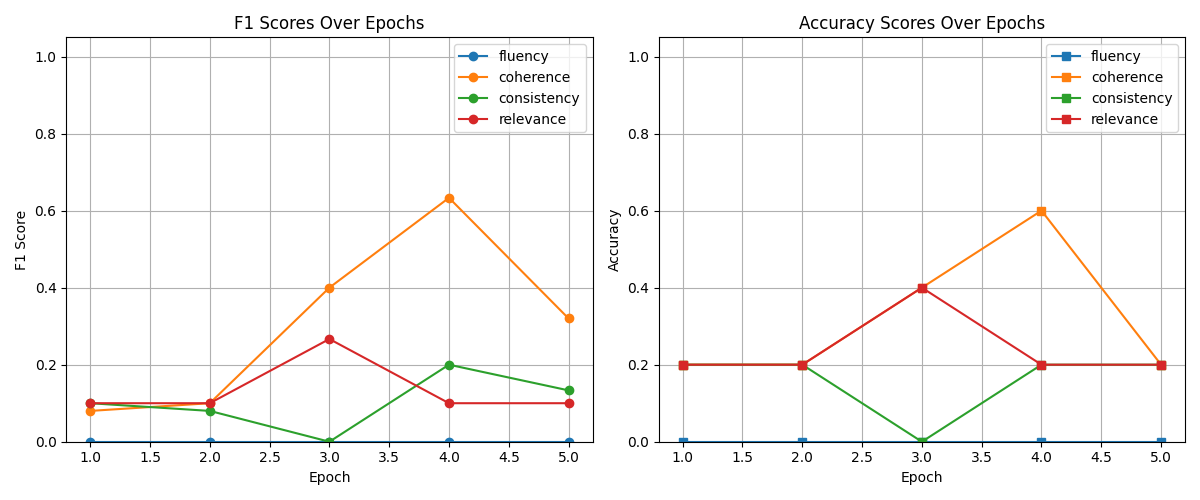 F1 Scores Over Epochs
1.0
0.8
0.6
0.4
0.2
0.0
F1 Score
1.0
1.5
2.0
2.5
3.0
3.5
4.0
4.5
5.0
Epoch
fluency
coherence
consistency
relevance
Accuracy Scores Over Epochs
1.0
0.8
0.6
0.4
0.2
0.0
Accuracy
1.0
1.5
2.0
2.5
3.0
3.5
4.0
4.5
5.0
Epoch
fluency
coherence
consistency
relevance